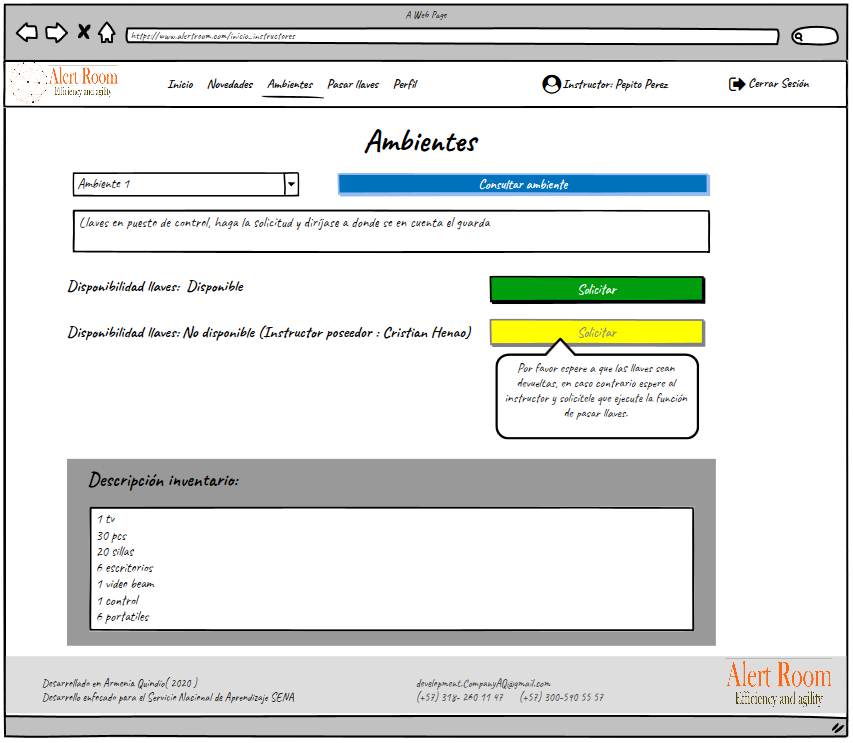 A Web Page
https://www.alertroom.com/inicio_instructores
Alert Room
Efficiency and agility
Inicio Novedades Ambientes Pasar llaves Perfil
Instructor: Pepito Perez
Cerrar Sesión
Ambientes
Ambiente 1
Consultar ambiente
Llaves en puesto de control, haga la solicitud y diríjase a donde se en cuenta el guarda
Disponibilidad llaves: Disponible
Solicitar
Disponibilidad llaves: No disponible (Instructor poseedor : Cristian Henao)
Solicitar
Por favor espere a que las llaves sean
devueltas, en caso contrario espere al
instructor y solicitele que ejecute la función
de pasar llaves.
Descripción inventario:
1 tv
30 pcs
20 sillas
6 escritorios
1 video beam
1 control
6 portatiles
Desarrollado en Armenia Quindio( 2020 )
Desarrollo enfocado para el Servicio Nacional de Aprendizaje SENA
development.CompanyAQ@gmail.com
(+57) 318- 260 11 47 (+57) 300-590 55 57
Alert Room
Efficiency and agility